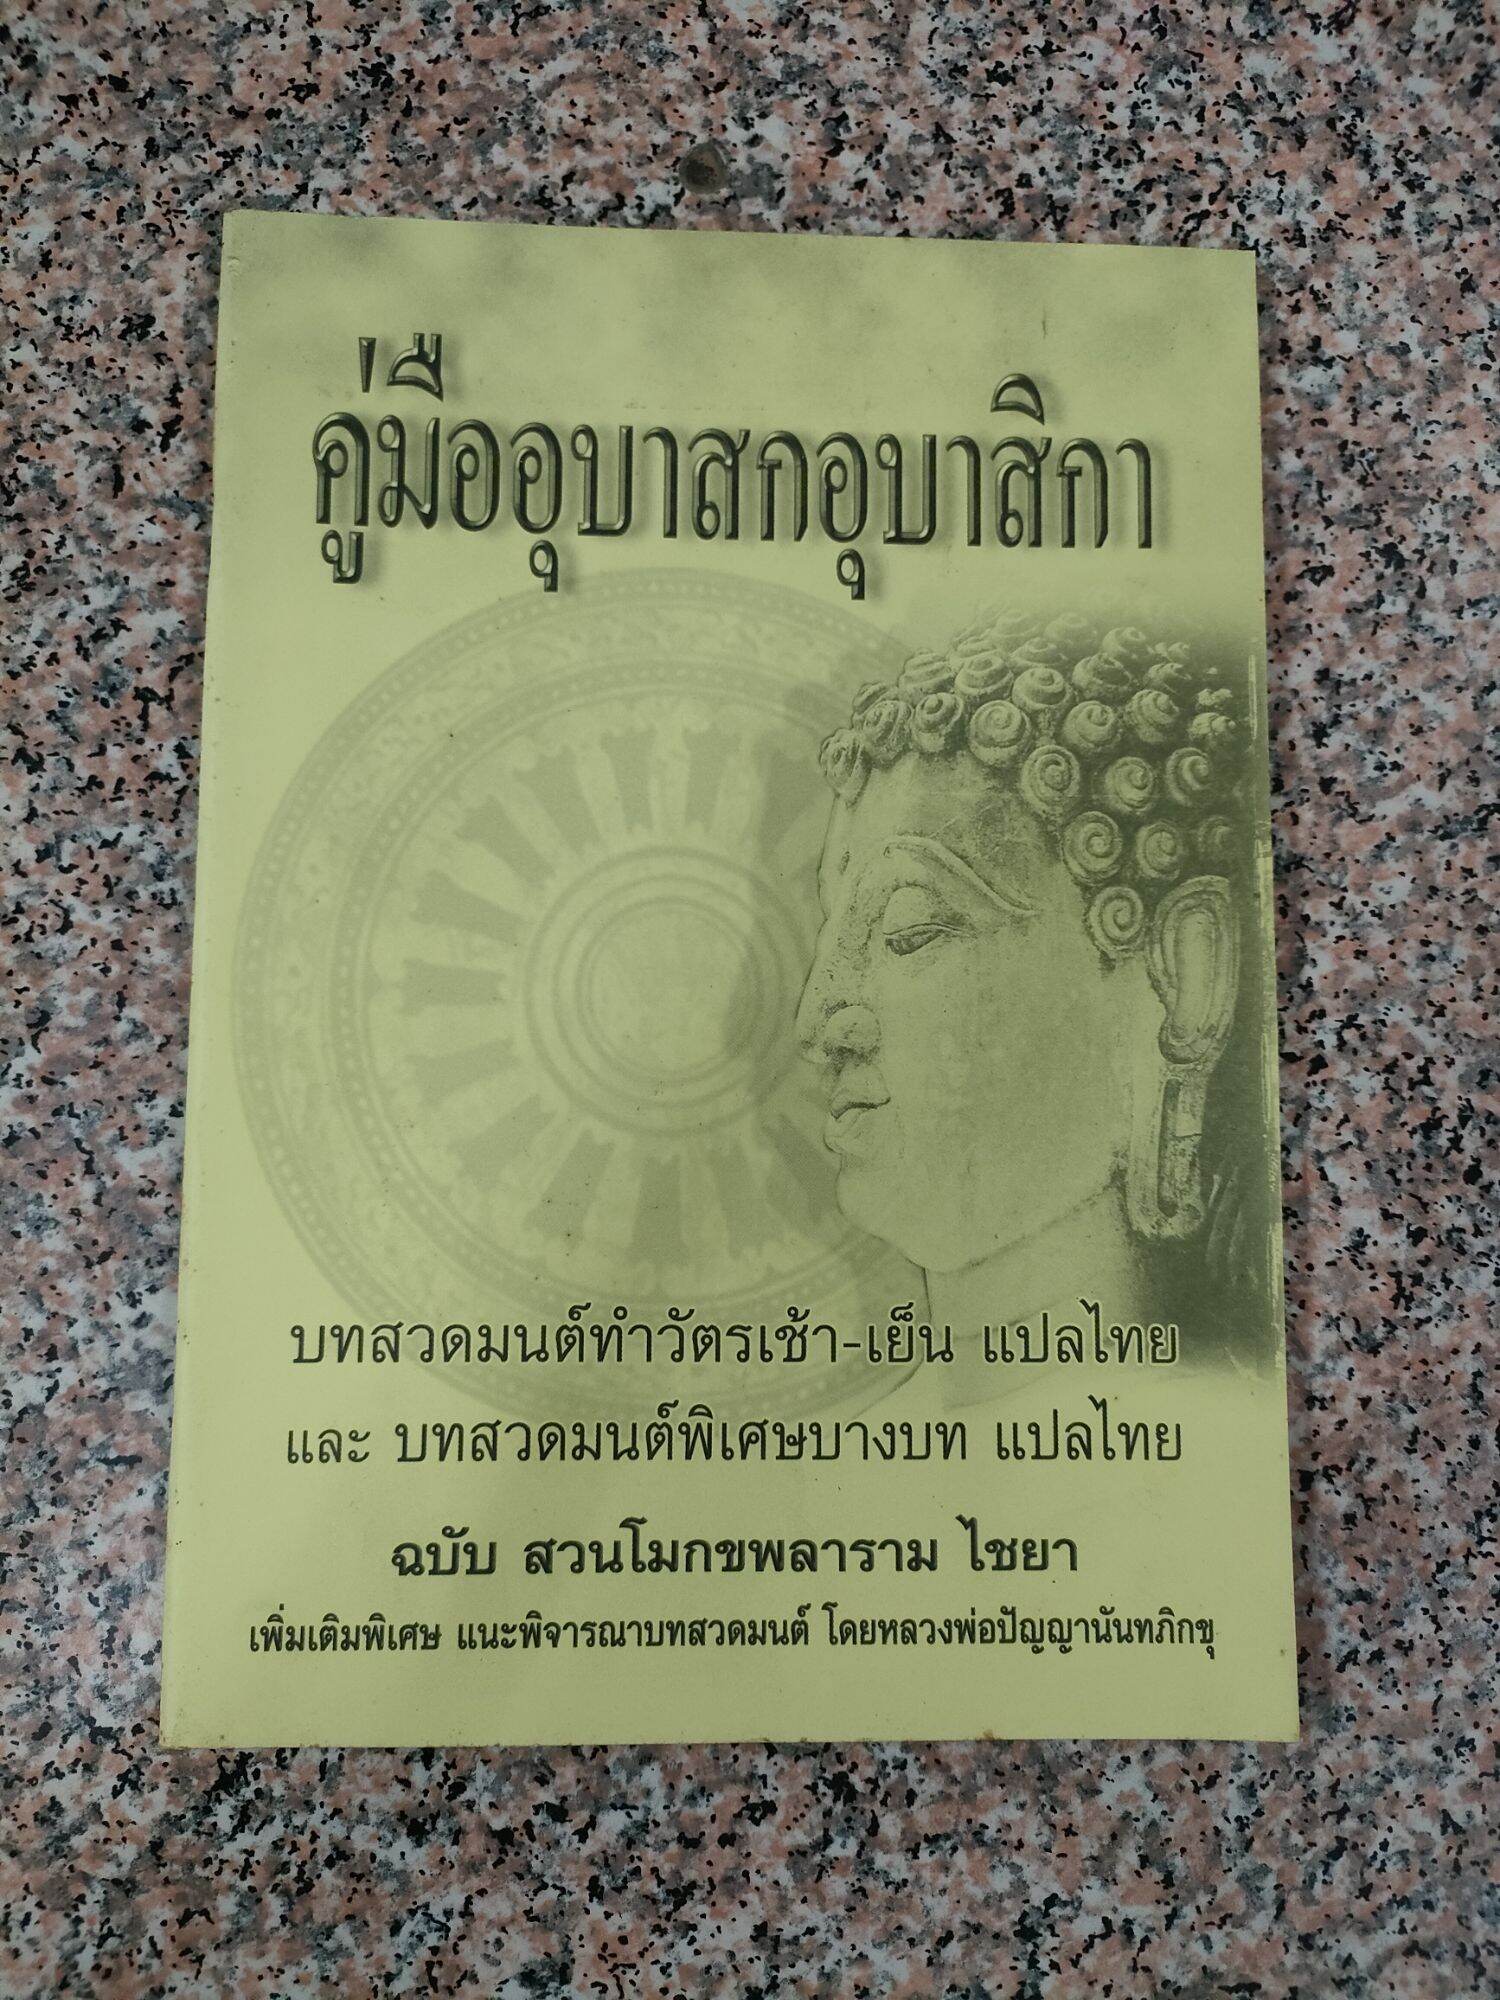 คู่มืออุบาสกอุบาสิกา
บทสวดมนต์ทำวัตรเช้า-เย็น แปลไทย
และ บทสวดมนต์พิเศษบางบท แปลไทย
ฉบับ สวนโมกขพลาราม ไชยา
เพิ่มเติมพิเศษ แนะพิจารณาบทสวดมนต์ โดยหลวงพ่อปัญญานันทภิกขุ